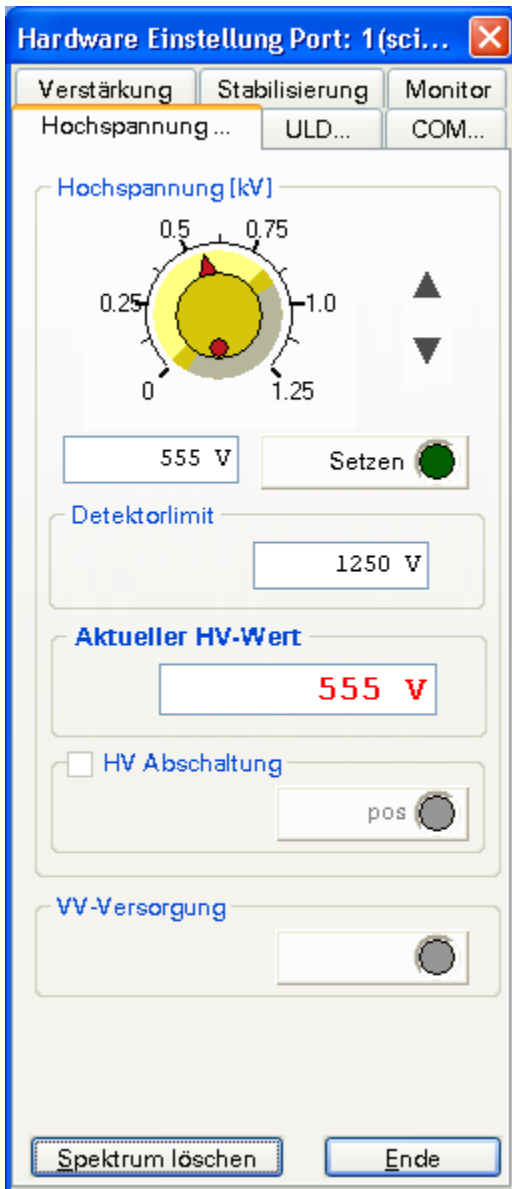 Hardware Einstellung Port: 1(sci...
Verstärkung Stabilisierung Monitor
Hochspannung ... ULD... COM...
Hochspannung [kV]
0.5 0.75
0.25 1.0
0 1.25
555 V Setzen
Detektorlimit
1250 V
Aktueller HV-Wert
555 V
HV Abschaltung
pos
VV-Versorgung
Spektrum löschen Ende